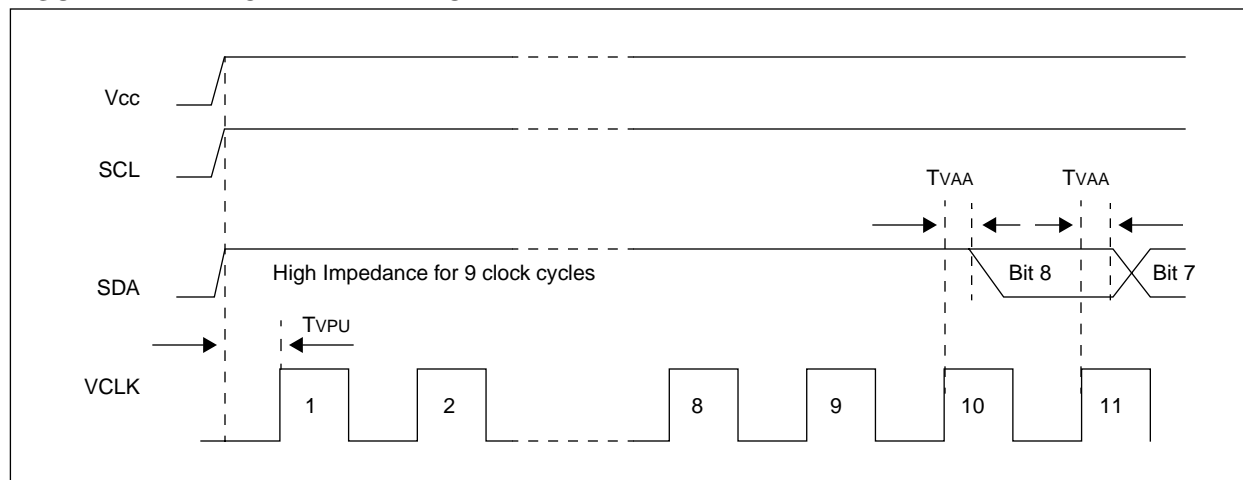 Vcc
SCL
TVAA TVAA
High Impedance for 9 clock cycles
Bit 8
Bit 7
SDA
TVPU
VCLK
1 2 8 9 10 11